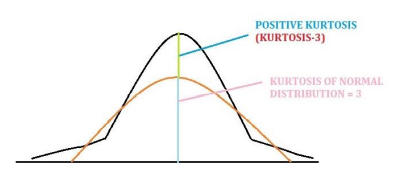 POSITIVE KURTOSIS
(KURTOSIS-3)
KURTOSIS OF NORMAL
DISTRIBUTION = 3